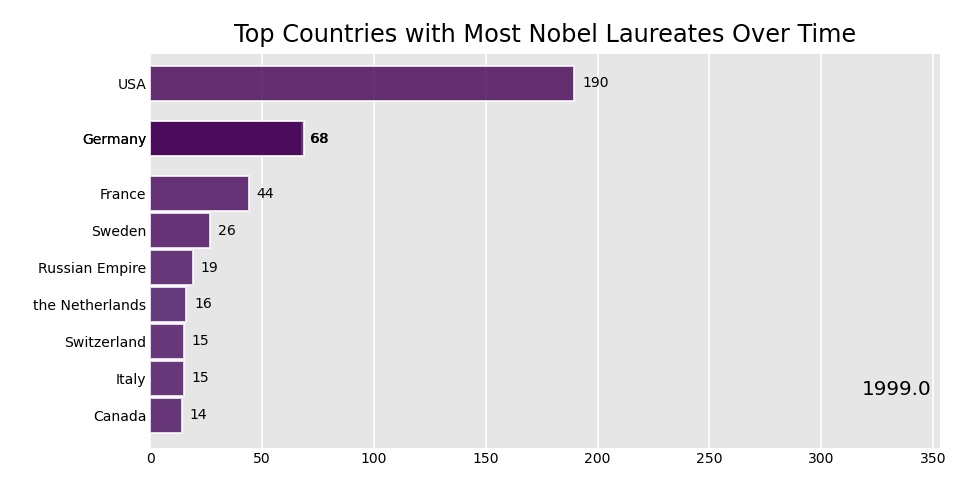 Top Countries with Most Nobel Laureates Over Time
USA 190
Germany 68
France 44
Sweden 26
Russian Empire 19
the Netherlands 16
Switzerland 15
Italy 15
1999.0
Canada 14
0 50 100 150 200 250 300 350